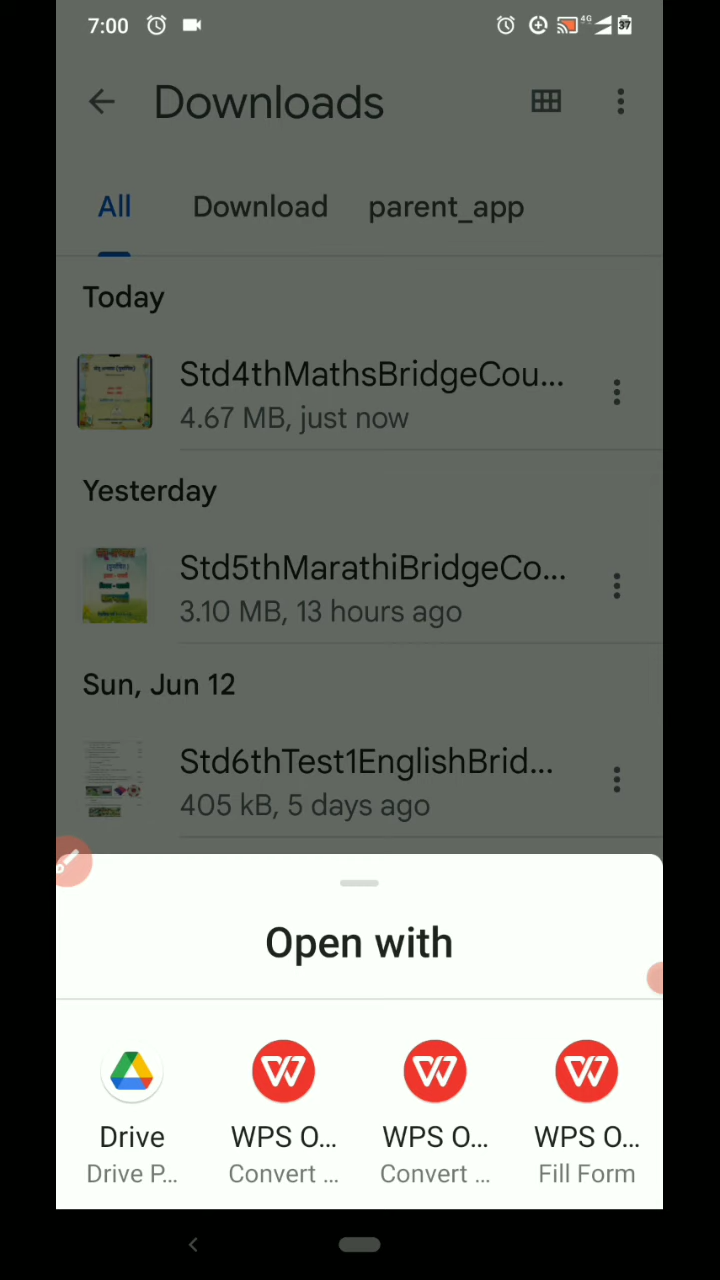 7:00
4G
37
Downloads
All Download parent_app
Today
Std4thMathsBridgeCou...
4.67 MB, just now
Yesterday
Std5thMarathiBridgeCo...
3.10 MB, 13 hours ago
Sun, Jun 12
Std6thTest1EnglishBrid...
405 kB, 5 days ago
Open with
Drive WPS O... WPS O... WPS O...
Drive P... Convert ... Convert ... Fill Form